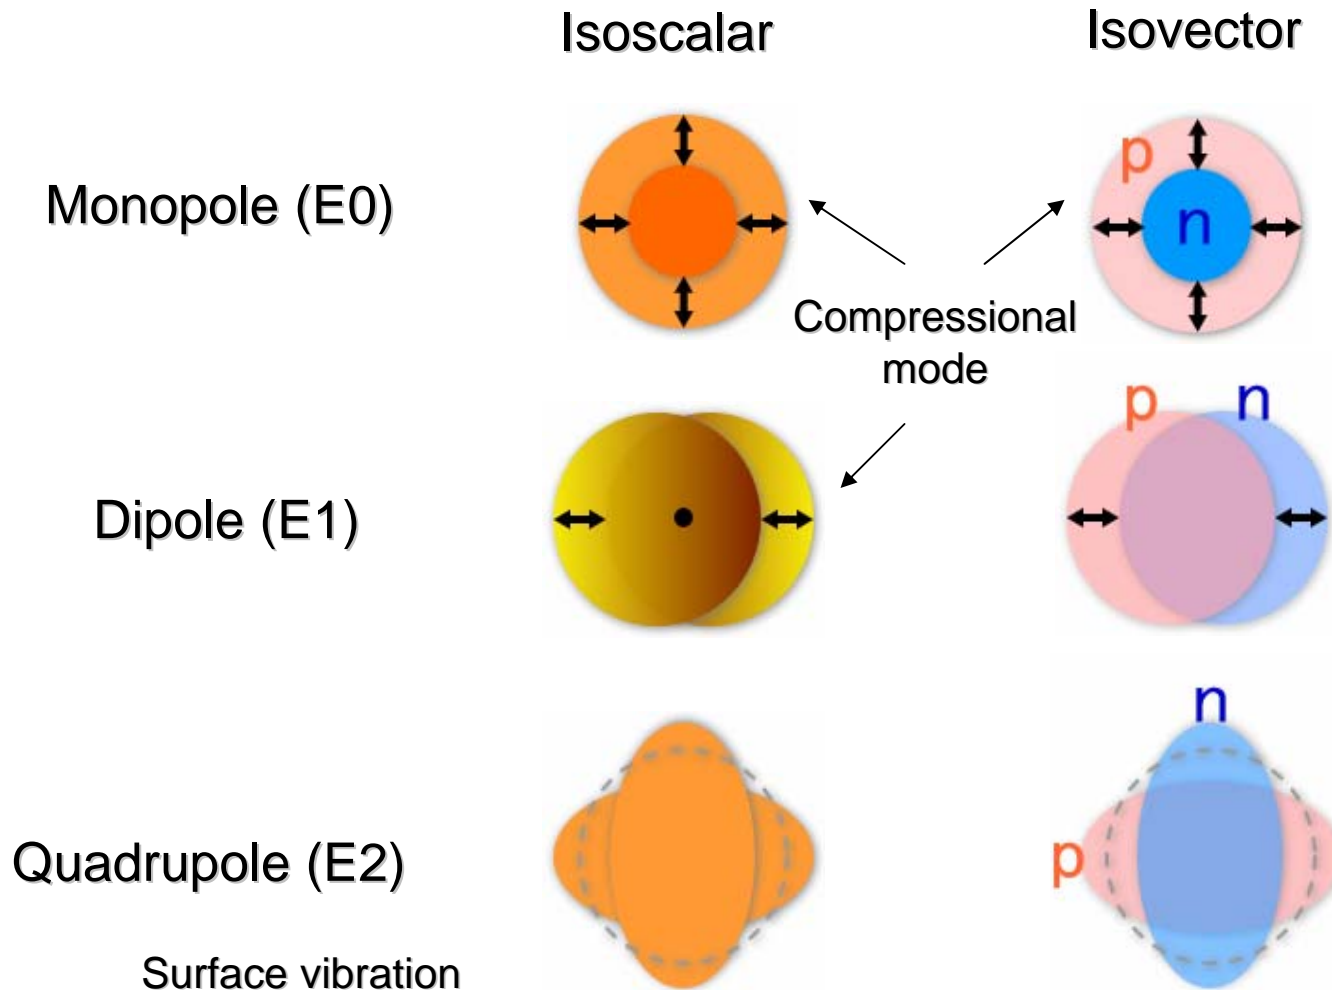 Isoscalar
Isovector
Monopole (E0)
p
n
Compressional
mode
Dipole (E1)
p
n
Quadrupole (E2)
n
p
Surface vibration